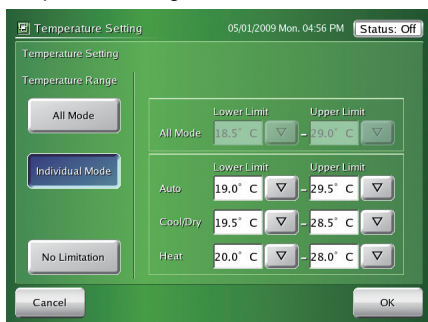 Temperature Setting 05/01/2009 Mon. 04:56 PM Status: Off
Temperature Setting
Temperature Range
All Mode
Individual Mode
No Limitation
Lower Limit Upper Limit
All Mode 18.5° C - 29.0° C
Lower Limit Upper Limit
Auto 19.0° C - 29.5° C
Cool/Dry 19.5° C - 28.5° C
Heat 20.0° C - 28.0° C
Cancel OK